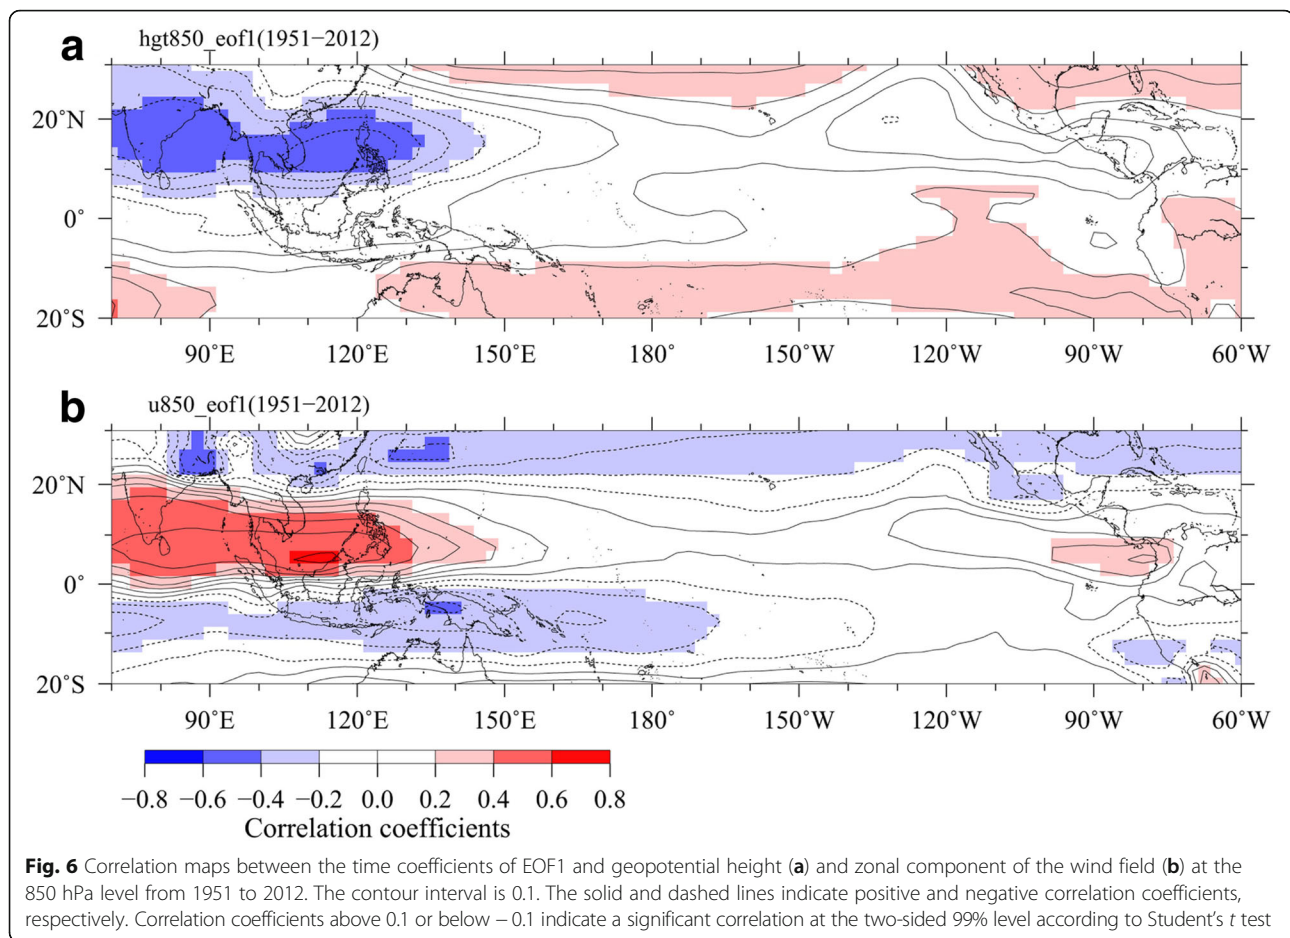 a
hgt850_eof1(1951−2012)
20˚N
0˚
20˚S
90˚E 120˚E 150˚E 180˚ 150˚W 120˚W 90˚W 60˚W
b
u850_eof1(1951−2012)
20˚N
0˚
20˚S
90˚E 120˚E 150˚E 180˚ 150˚W 120˚W 90˚W 60˚W
−0.8 −0.6 −0.4 −0.2 0.0 0.2 0.4 0.6 0.8
Correlation coefficients
Fig. 6 Correlation maps between the time coefficients of EOF1 and geopotential height (a) and zonal component of the wind field (b) at the
850 hPa level from 1951 to 2012. The contour interval is 0.1. The solid and dashed lines indicate positive and negative correlation coefficients,
respectively. Correlation coefficients above 0.1 or below − 0.1 indicate a significant correlation at the two-sided 99% level according to Student's t test